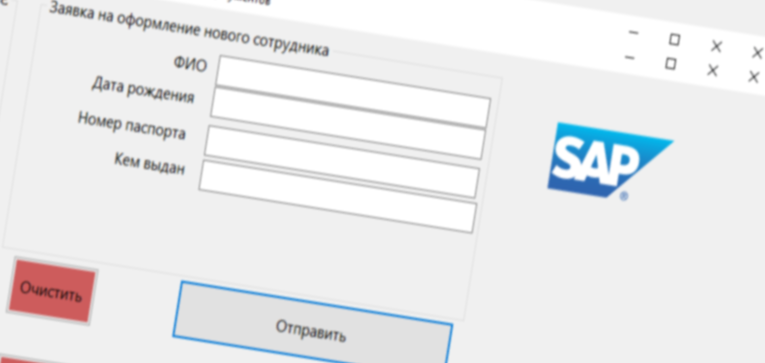 Заявка на оформление нового сотрудника
ФИО
Дата рождения
Номер паспорта
Кем выдан
SAP
®
Очистить
Отправить